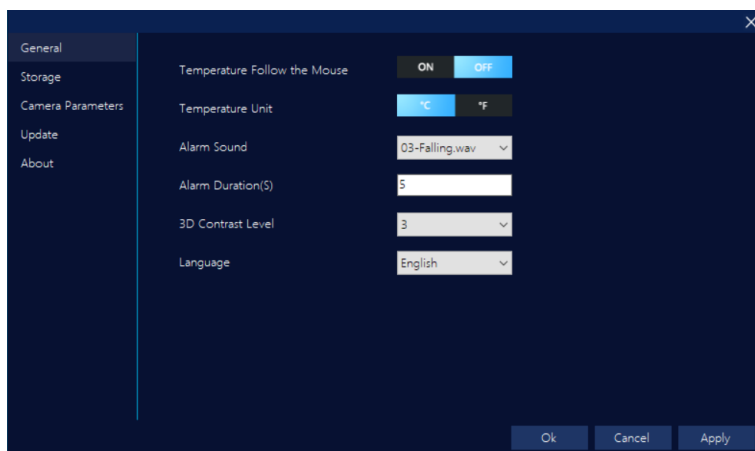 General
Storage
Camera Parameters
Update
About
Temperature Follow the Mouse ON OFF
Temperature Unit °C °F
Alarm Sound 03-Falling.wav
Alarm Duration(S) 5
3D Contrast Level 3
Language English
Ok Cancel Apply